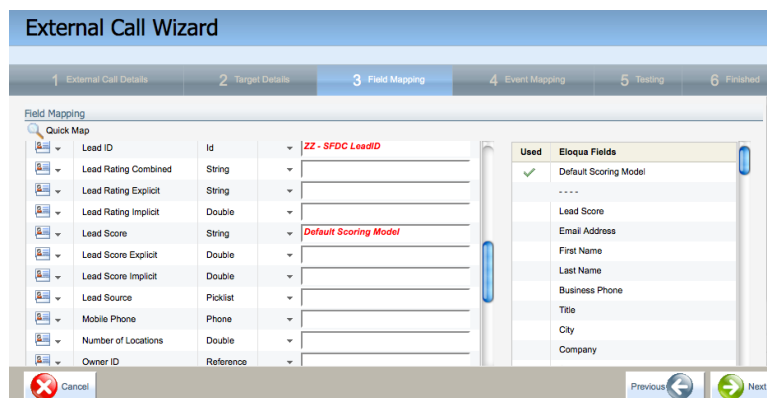 External Call Wizard
1 External Call Details 2 Target Details 3 Field Mapping 4 Event Mapping 5 Testing 6 Finished
Field Mapping
Quick Map
Lead ID Id ZZ - SFDC LeadID
Lead Rating Combined String
Lead Rating Explicit String
Lead Rating Implicit Double
Lead Score String Default Scoring Model
Lead Score Explicit Double
Lead Score Implicit Double
Lead Source Picklist
Mobile Phone Phone
Number of Locations Double
Owner ID Reference
Used Eloqua Fields
Default Scoring Model
----
Lead Score
Email Address
First Name
Last Name
Business Phone
Title
City
Company
Cancel Previous Next